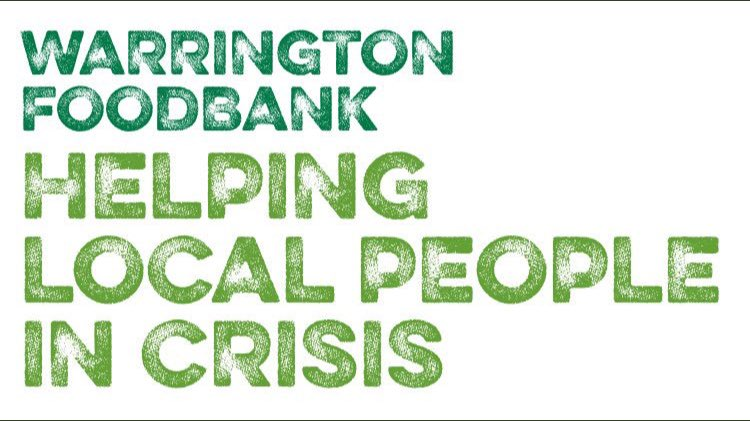 WARRINGTON
FOODBANK
HELPING
LOCAL PEOPLE
IN CRISIS